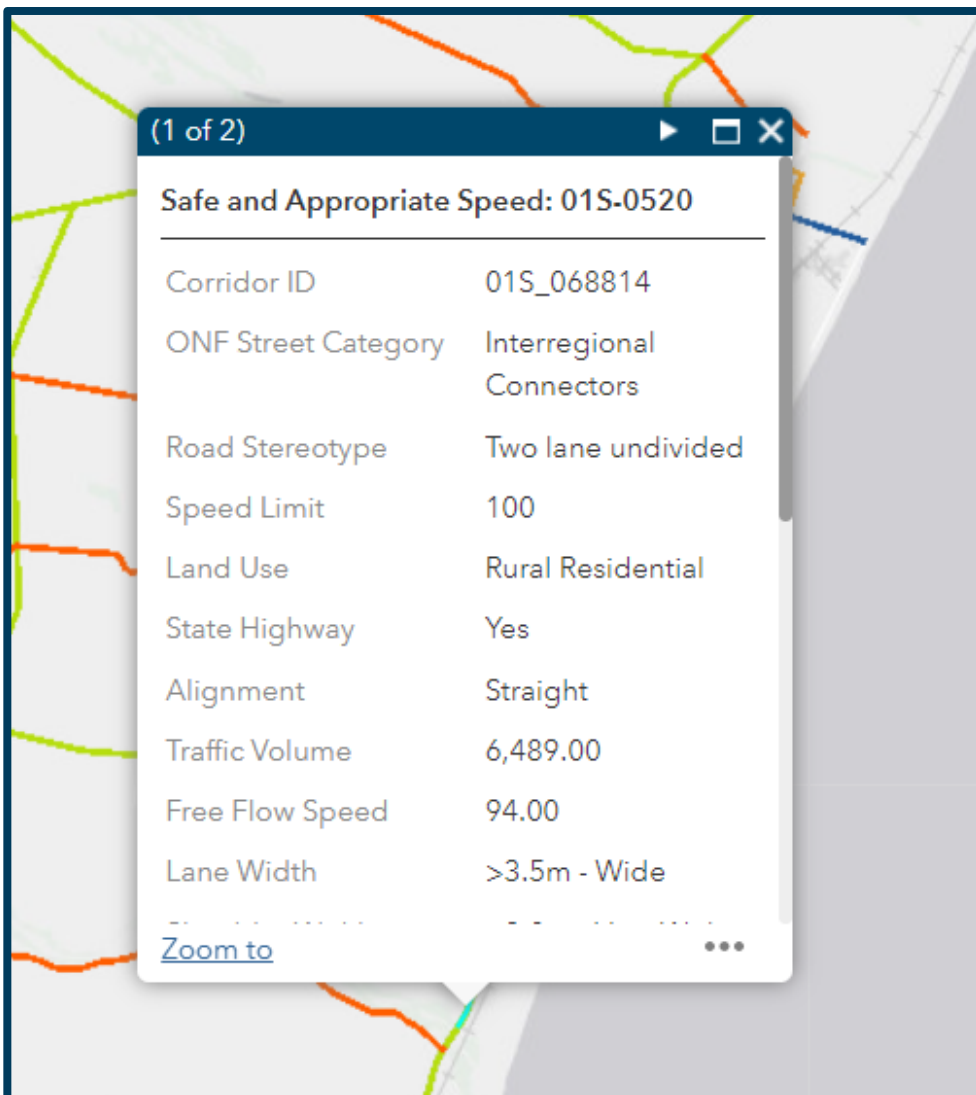 (1 of 2)
Safe and Appropriate Speed: 01S-0520
Corridor ID 01S_068814
ONF Street Category Interregional
Connectors
Road Stereotype Two lane undivided
Speed Limit 100
Land Use Rural Residential
State Highway Yes
Alignment Straight
Traffic Volume 6,489.00
Free Flow Speed 94.00
Lane Width >3.5m - Wide
Zoom to